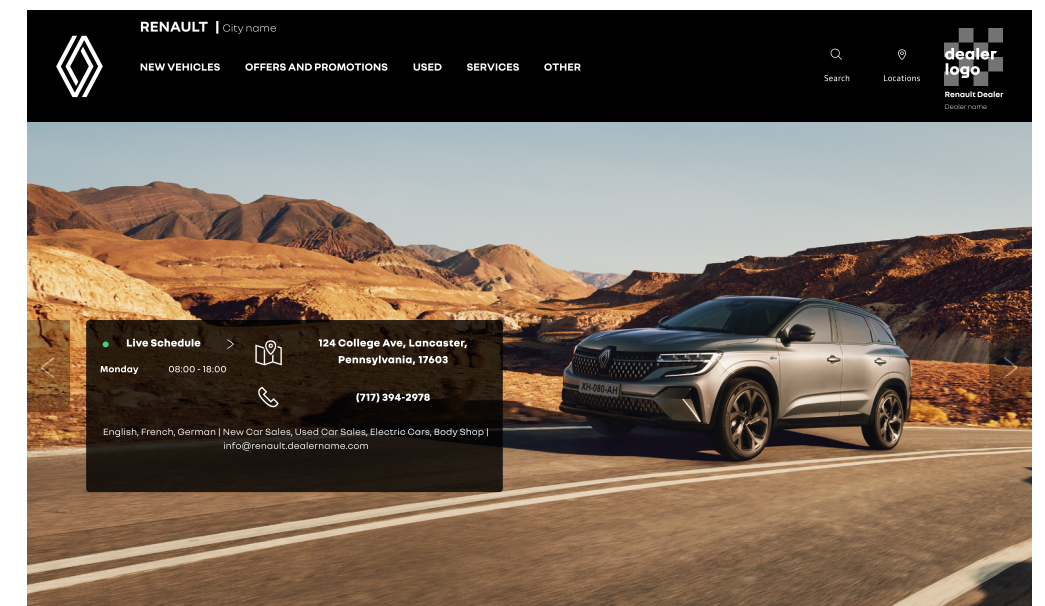 RENAULT | City name
NEW VEHICLES OFFERS AND PROMOTIONS USED SERVICES OTHER
Search
Locations
dealer
logo
Renault Dealer
Dealer name
Live Schedule >
Monday 08:00 - 18:00
124 College Ave, Lancaster,
Pennsylvania, 17603
(717) 394-2978
English, French, German | New Car Sales, Used Car Sales, Electric Cars, Body Shop |
info@renault.dealername.com
XH-080-AH